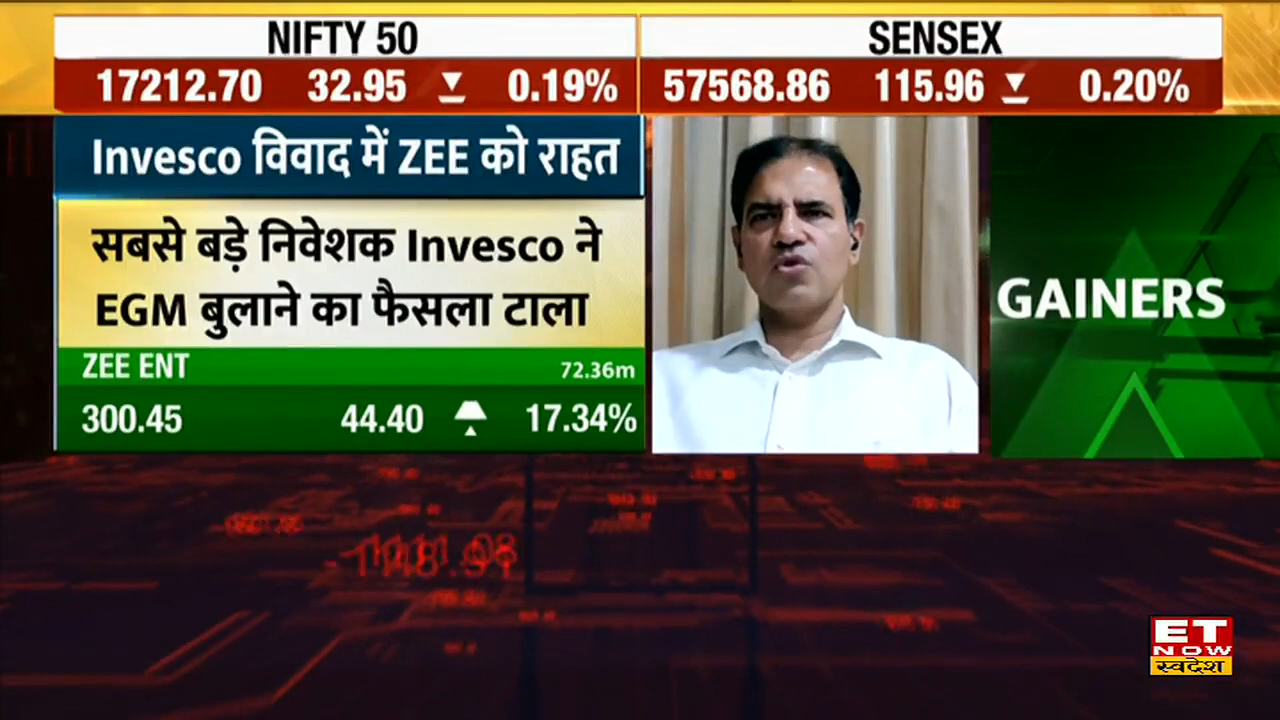 NIFTY 50
17212.70 32.95 0.19%
SENSEX
57568.86 115.96 0.20%
Invesco विवाद में ZEE को राहत
सबसे बड़े निवेशक Invesco ने
EGM बुलाने का फैसला टाला
ZEE ENT 72.36m
300.45 44.40 17.34%
GAINERS
ET
NOW
स्वदेश